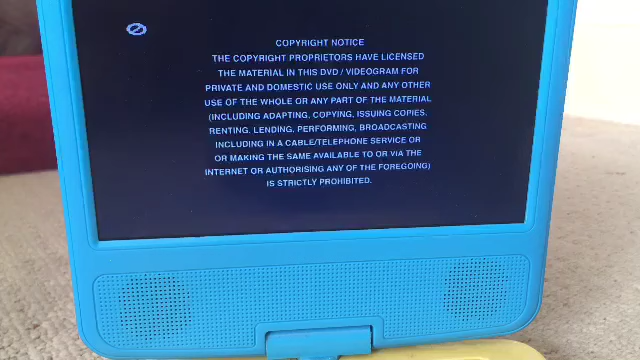 COPYRIGHT NOTICE
THE COPYRIGHT PROPRIETORS HAVE LICENSED
THE MATERIAL IN THIS DVD / VIDEOGRAM FOR
PRIVATE AND DOMESTIC USE ONLY AND ANY OTHER
USE OF THE WHOLE OR ANY PART OF THE MATERIAL
(INCLUDING ADAPTING, COPYING, ISSUING COPIES,
RENTING, LENDING, PERFORMING, BROADCASTING
INCLUDING IN A CABLE/TELEPHONE SERVICE OR
OR MAKING THE SAME AVAILABLE TO OR VIA THE
INTERNET OR AUTHORISING ANY OF THE FOREGOING)
IS STRICTLY PROHIBITED.